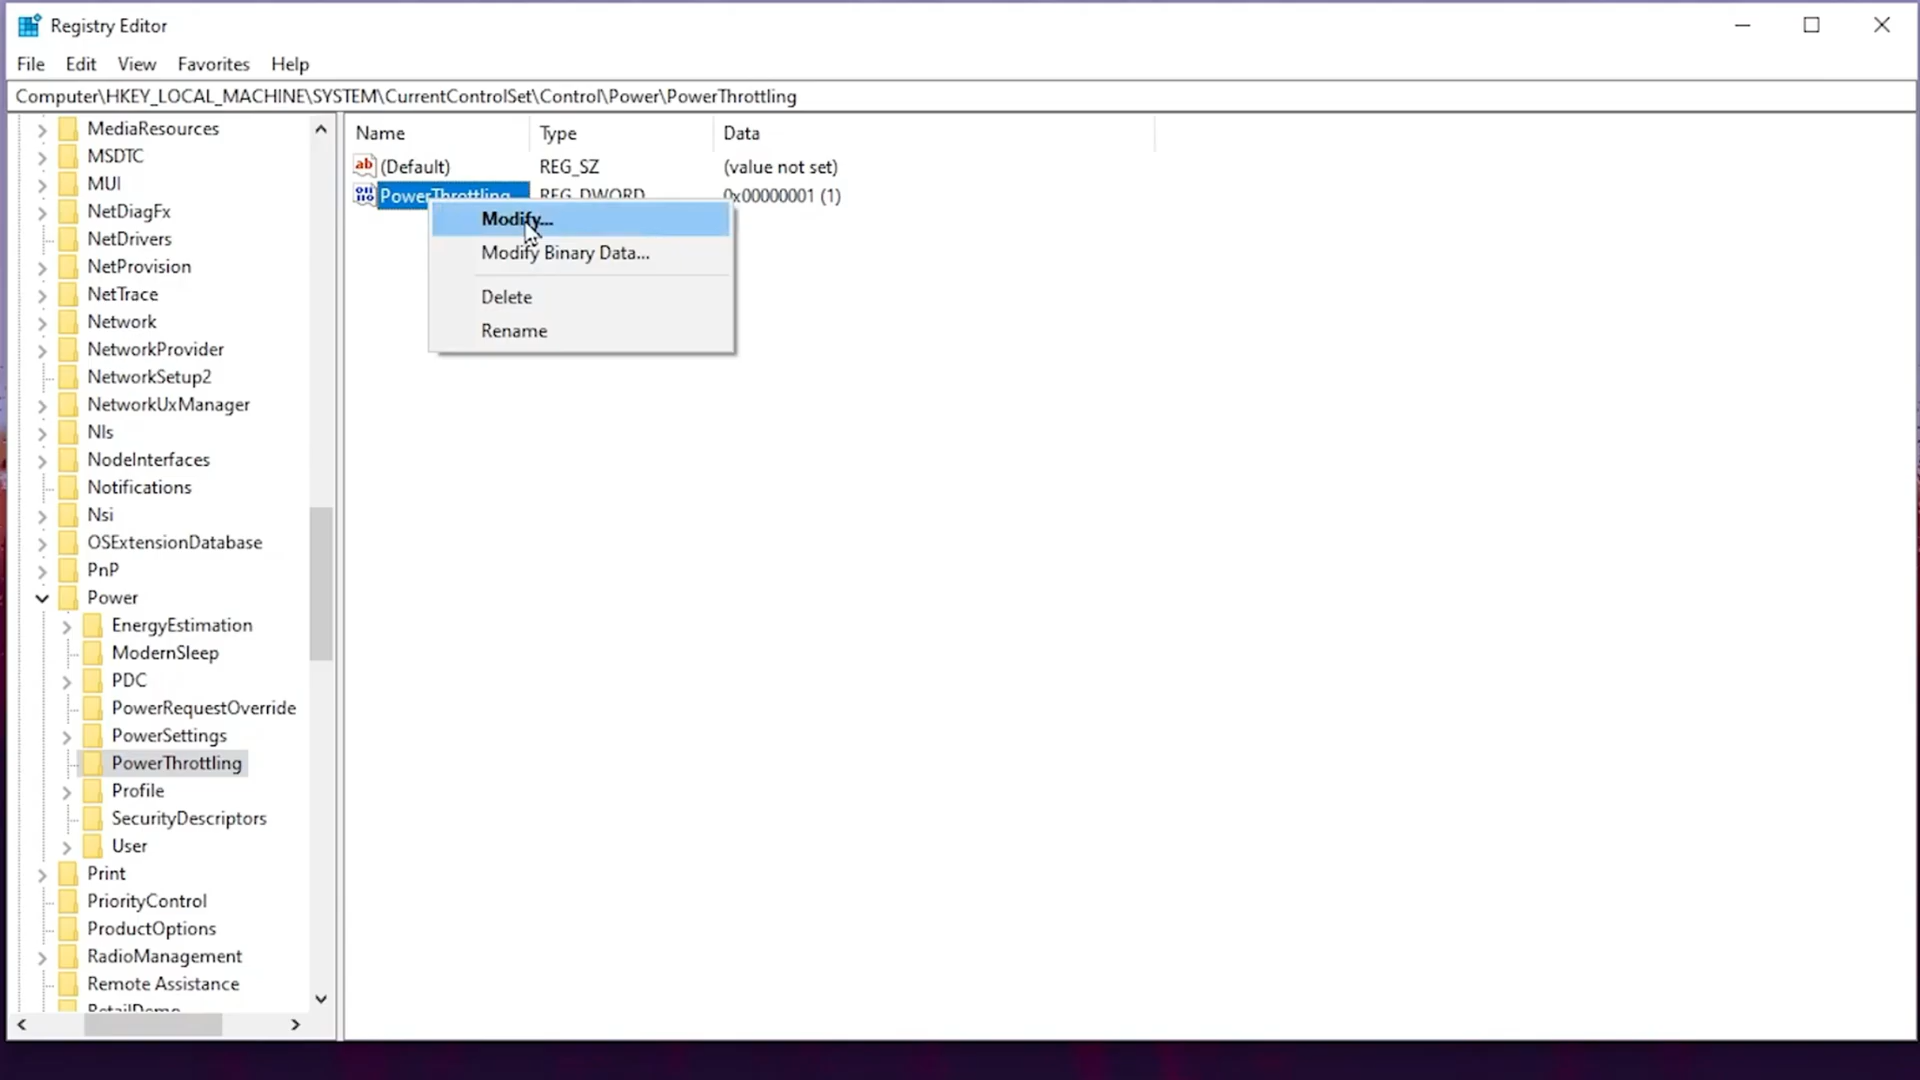 Registry Editor
File Edit View Favorites Help
Computer\HKEY_LOCAL_MACHINE\SYSTEM\CurrentControlSet\Control\Power\PowerThrottling
Name Type Data
(Default) REG_SZ (value not set)
PowerThrottling REG_DWORD 0x00000001 (1)
Modify...
Modify Binary Data...
Delete
Rename
MediaResources
MSDTC
MUI
NetDiagFx
NetDrivers
NetProvision
NetTrace
Network
NetworkProvider
NetworkSetup2
NetworkUxManager
Nls
NodeInterfaces
Notifications
Nsi
OSExtensionDatabase
PnP
Power
EnergyEstimation
ModernSleep
PDC
PowerRequestOverride
PowerSettings
PowerThrottling
Profile
SecurityDescriptors
User
Print
PriorityControl
ProductOptions
RadioManagement
Remote Assistance
RetailDemo